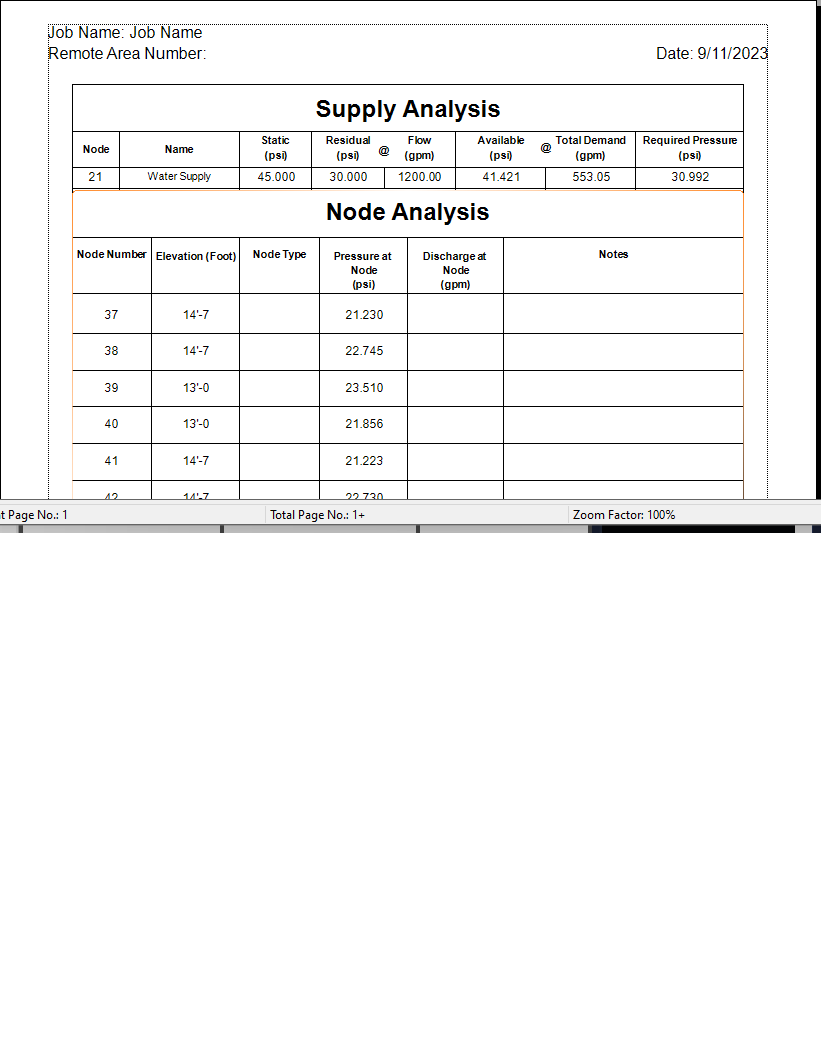 Job Name: Job Name
Remote Area Number: Date: 9/11/2023
Supply Analysis
Node Name Static (psi) Residual (psi) @ Flow (gpm) Available (psi) @ Total Demand (gpm) Required Pressure (psi)
21 Water Supply 45.000 30.000 1200.00 41.421 553.05 30.992
Node Analysis
Node Number Elevation (Foot) Node Type Pressure at Node (psi) Discharge at Node (gpm) Notes
37 14'-7 21.230
38 14'-7 22.745
39 13'-0 23.510
40 13'-0 21.856
41 14'-7 21.223
42 14'-7 22.730
t Page No.: 1 Total Page No.: 1+ Zoom Factor: 100%